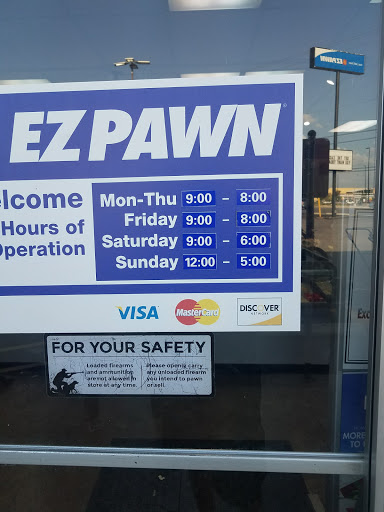 EZ PAWN
elcome
Hours of
Operation
Mon-Thu 9:00 - 8:00
Friday 9:00 - 8:00
Saturday 9:00 - 6:00
Sunday 12:00 - 5:00
VISA MasterCard DISCOVER
NETWORK
FOR YOUR SAFETY
Loaded firearms
and ammunition
are not allowed in
store at any time.
Please openly carry
any unloaded firearm
you intend to pawn
or sell.
MORE